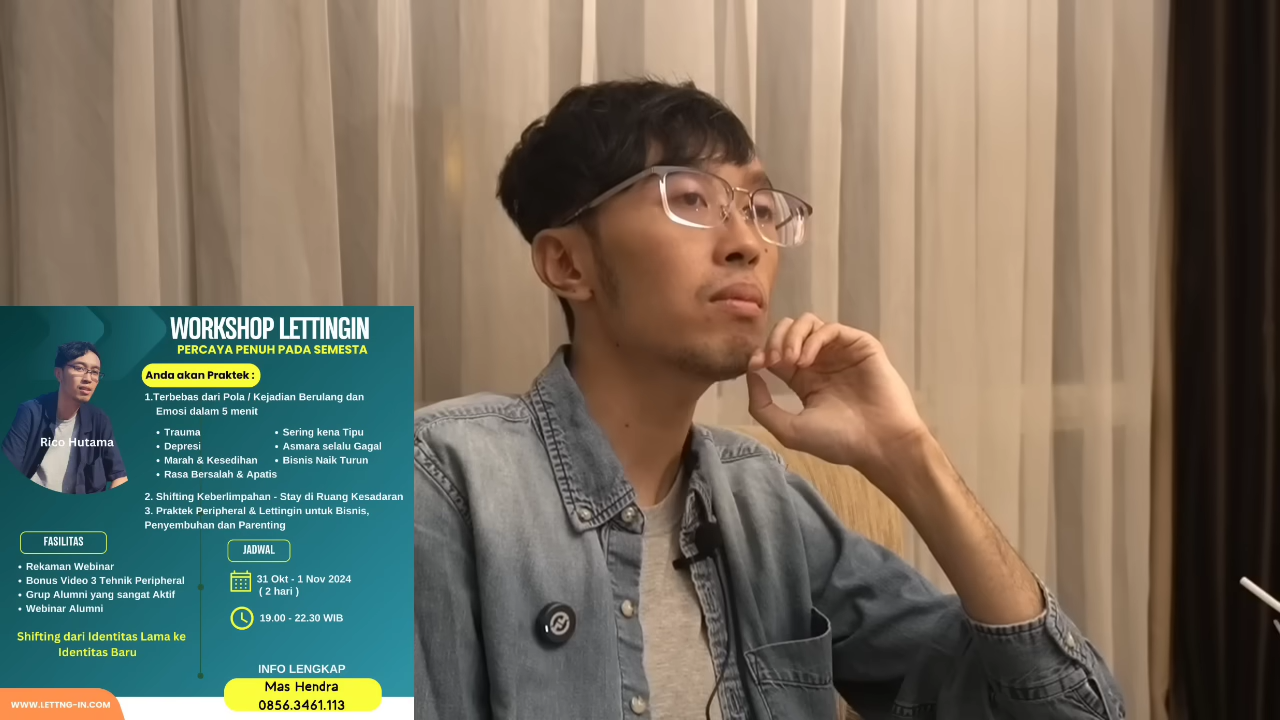 WORKSHOP LETTINGIN
PERCAYA PENUH PADA SEMESTA
Anda akan Praktek :
1.Terbebas dari Pola / Kejadian Berulang dan
Emosi dalam 5 menit
• Trauma
• Depresi
• Marah & Kesedihan
• Rasa Bersalah & Apatis
• Sering kena Tipu
• Asmara selalu Gagal
• Bisnis Naik Turun
2. Shifting Keberlimpahan - Stay di Ruang Kesadaran
3. Praktek Peripheral & Lettingin untuk Bisnis,
Penyembuhan dan Parenting
Rico Hutama
FASILITAS
• Rekaman Webinar
• Bonus Video 3 Tehnik Peripheral
• Grup Alumni yang sangat Aktif
• Webinar Alumni
Shifting dari Identitas Lama ke
Identitas Baru
JADWAL
31 Okt - 1 Nov 2024
( 2 hari )
19.00 - 22.30 WIB
INFO LENGKAP
Mas Hendra
0856.3461.113
WWW.LETTNG-IN.COM